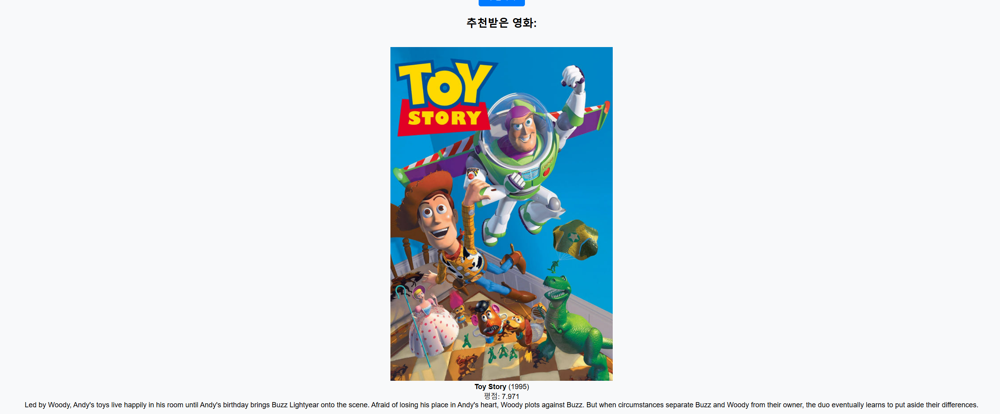 추천받은 영화:
TOY
STORY
LIGHTYEAR
Toy Story (1995)
평점: 7.971
Led by Woody, Andy's toys live happily in his room until Andy's birthday brings Buzz Lightyear onto the scene. Afraid of losing his place in Andy's heart, Woody plots against Buzz. But when circumstances separate Buzz and Woody from their owner, the duo eventually learns to put aside their differences.